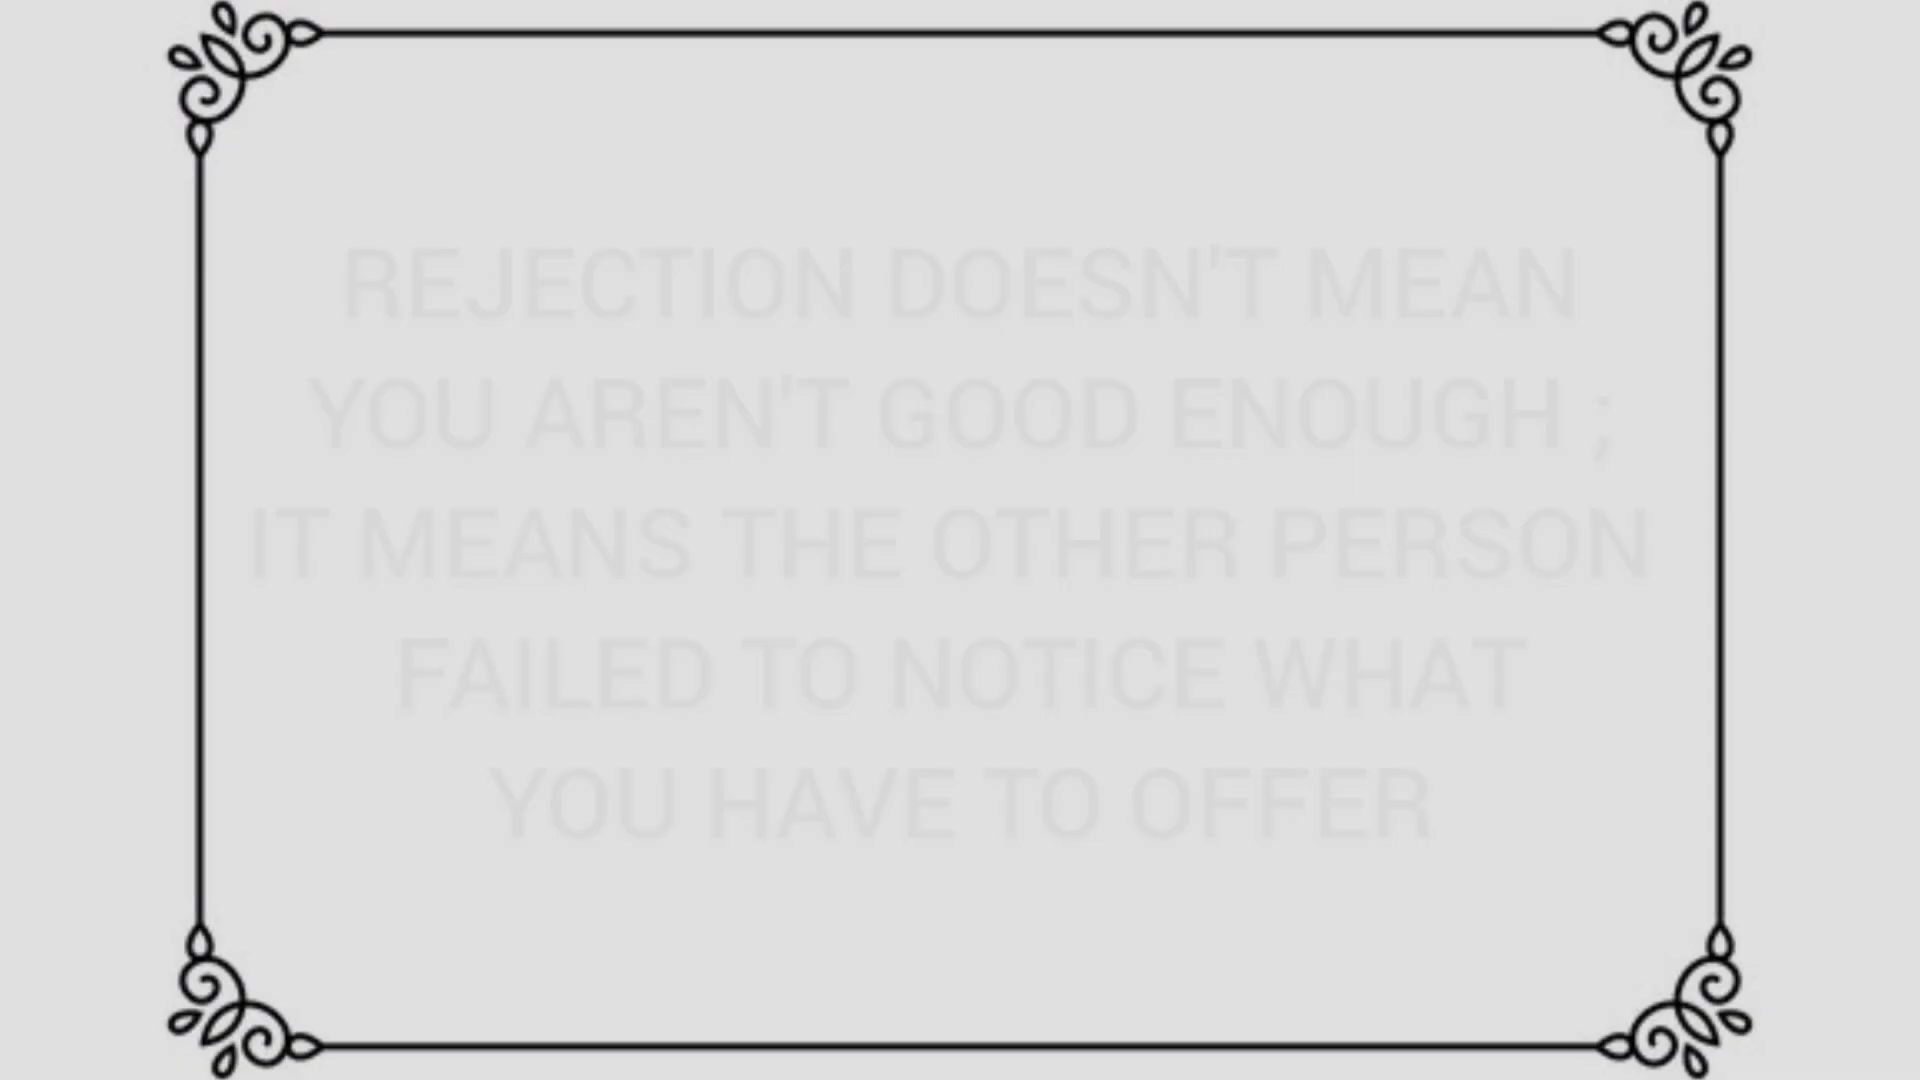 REJECTION DOESN'T MEAN
YOU AREN'T GOOD ENOUGH ;
IT MEANS THE OTHER PERSON
FAILED TO NOTICE WHAT
YOU HAVE TO OFFER